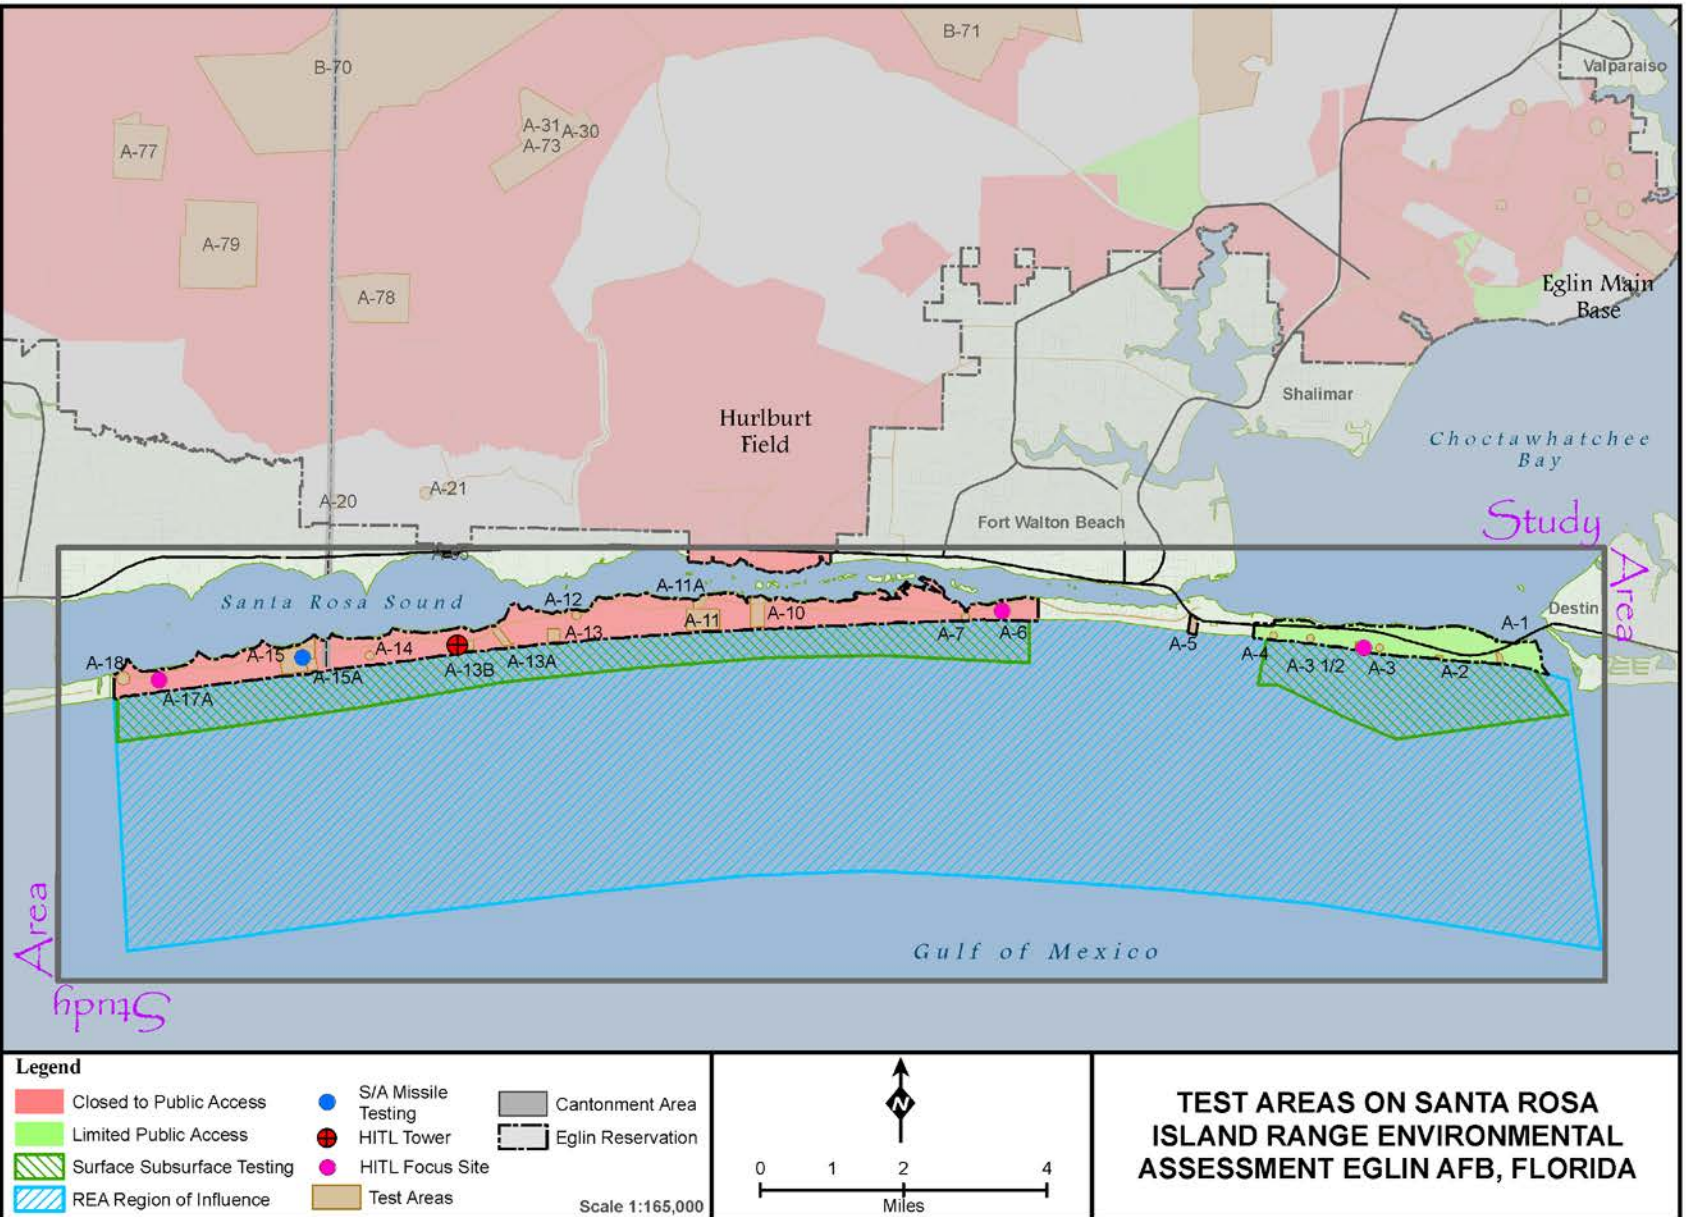 B-71
B-70
Valparaiso
A-31 A-30
A-73
A-77
A-79
A-78
Eglin Main
Base
Shalimar
Hurlburt
Field
Choctawhatchee
Bay
A-21
A-20
Study
Fort Walton Beach
Area
Santa Rosa Sound
A-11A
A-12
A-10
A-11
A-13
A-7
A-6
A-5
A-1
Destin
A-14
A-15
A-18
A-15A
A-13B
A-13A
A-17A
A-4
A-3 1/2
A-3
A-2
Gulf of Mexico
Area
Study
Legend
Closed to Public Access
Limited Public Access
Surface Subsurface Testing
REA Region of Influence
S/A Missile
Testing
HITL Tower
HITL Focus Site
Test Areas
Cantonment Area
Eglin Reservation
Scale 1:165,000
N
0 1 2 4
Miles
TEST AREAS ON SANTA ROSA
ISLAND RANGE ENVIRONMENTAL
ASSESSMENT EGLIN AFB, FLORIDA